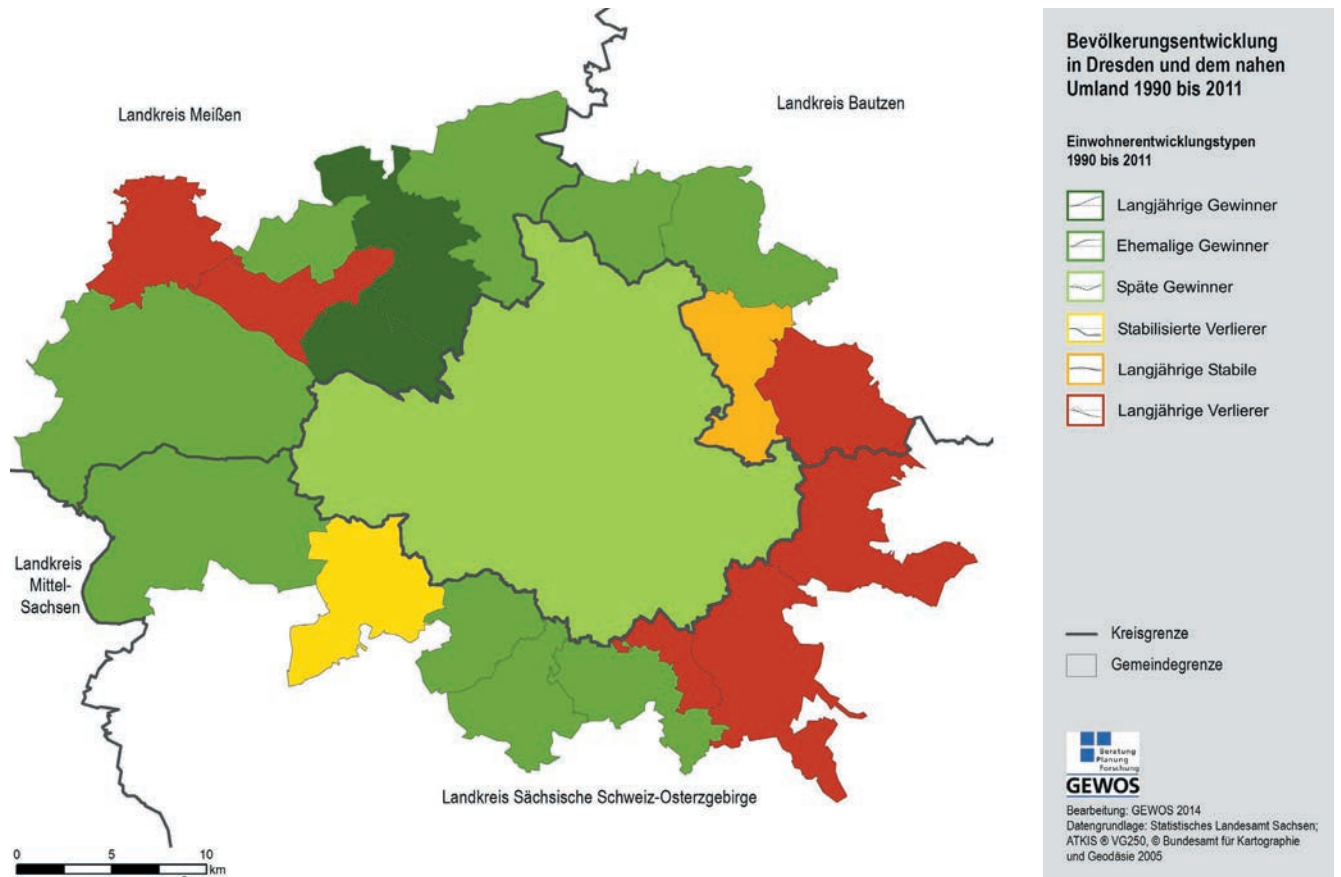 Landkreis Meißen
Landkreis Bautzen
Landkreis
Mittel-
Sachsen
Landkreis Sächsische Schweiz-Osterzgebirge
0 5 10
km
Bevölkerungsentwicklung
in Dresden und dem nahen
Umland 1990 bis 2011
Einwohnerentwicklungstypen
1990 bis 2011
Langjährige Gewinner
Ehemalige Gewinner
Späte Gewinner
Stabilisierte Verlierer
Langjährige Stabile
Langjährige Verlierer
Kreisgrenze
Gemeindegrenze
Beratung
Planung
Forschung
GEWOS
Bearbeitung: GEWOS 2014
Datengrundlage: Statistisches Landesamt Sachsen;
ATKIS ® VG250, © Bundesamt für Kartographie
und Geodäsie 2005